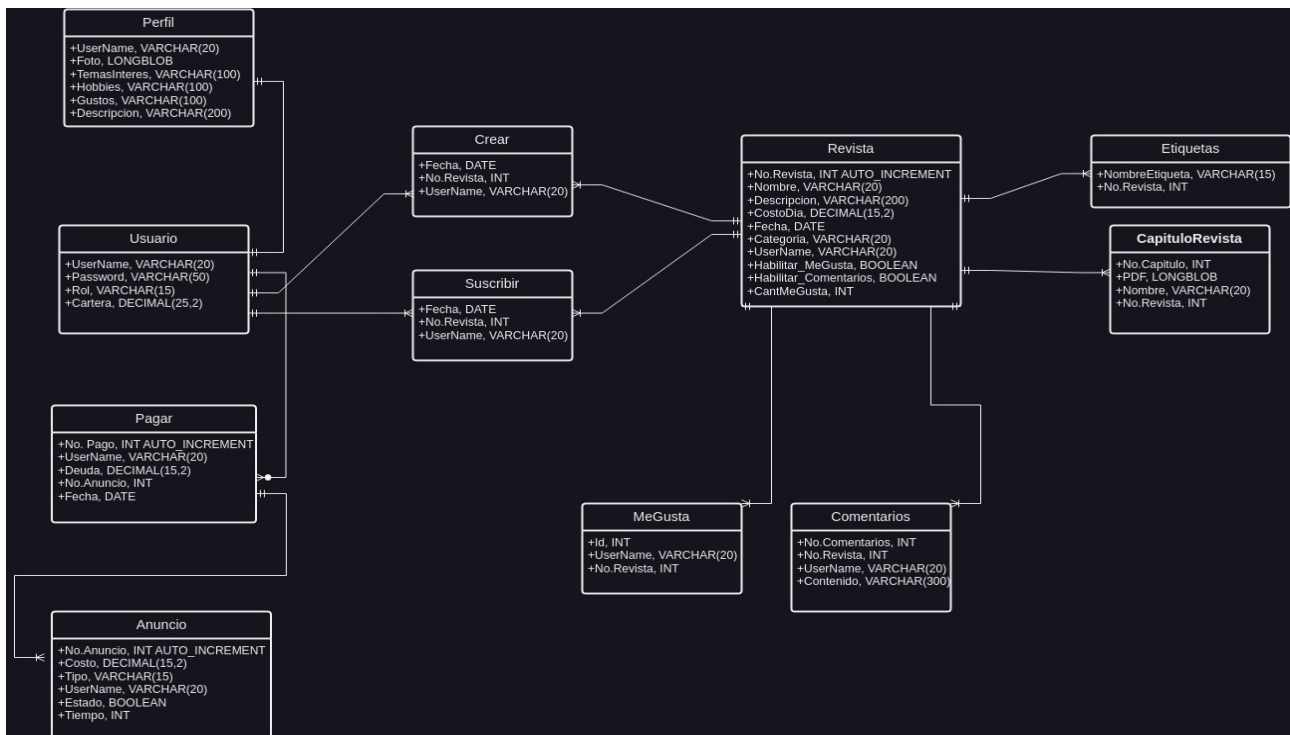 Perfil
+UserName, VARCHAR(20)
+Foto, LONGBLOB
+TemasInteres, VARCHAR(100)
+Hobbies, VARCHAR(100)
+Gustos, VARCHAR(100)
+Descripcion, VARCHAR(200)
Usuario
+UserName, VARCHAR(20)
+Password, VARCHAR(50)
+Rol, VARCHAR(15)
+Cartera, DECIMAL(25,2)
Pagar
+No. Pago, INT AUTO_INCREMENT
+UserName, VARCHAR(20)
+Deuda, DECIMAL(15,2)
+No.Anuncio, INT
+Fecha, DATE
Anuncio
+No.Anuncio, INT AUTO_INCREMENT
+Costo, DECIMAL(15,2)
+Tipo, VARCHAR(15)
+UserName, VARCHAR(20)
+Estado, BOOLEAN
+Tiempo, INT
Crear
+Fecha, DATE
+No.Revista, INT
+UserName, VARCHAR(20)
Suscribir
+Fecha, DATE
+No.Revista, INT
+UserName, VARCHAR(20)
Revista
+No.Revista, INT AUTO_INCREMENT
+Nombre, VARCHAR(20)
+Descripcion, VARCHAR(200)
+CostoDia, DECIMAL(15,2)
+Fecha, DATE
+Categoria, VARCHAR(20)
+UserName, VARCHAR(20)
+Habilitar_MeGusta, BOOLEAN
+Habilitar_Comentarios, BOOLEAN
+CantMeGusta, INT
MeGusta
+Id, INT
+UserName, VARCHAR(20)
+No.Revista, INT
Comentarios
+No.Comentarios, INT
+No.Revista, INT
+UserName, VARCHAR(20)
+Contenido, VARCHAR(300)
Etiquetas
+NombreEtiqueta, VARCHAR(15)
+No.Revista, INT
CapituloRevista
+No.Capitulo, INT
+PDF, LONGBLOB
+Nombre, VARCHAR(20)
+No.Revista, INT